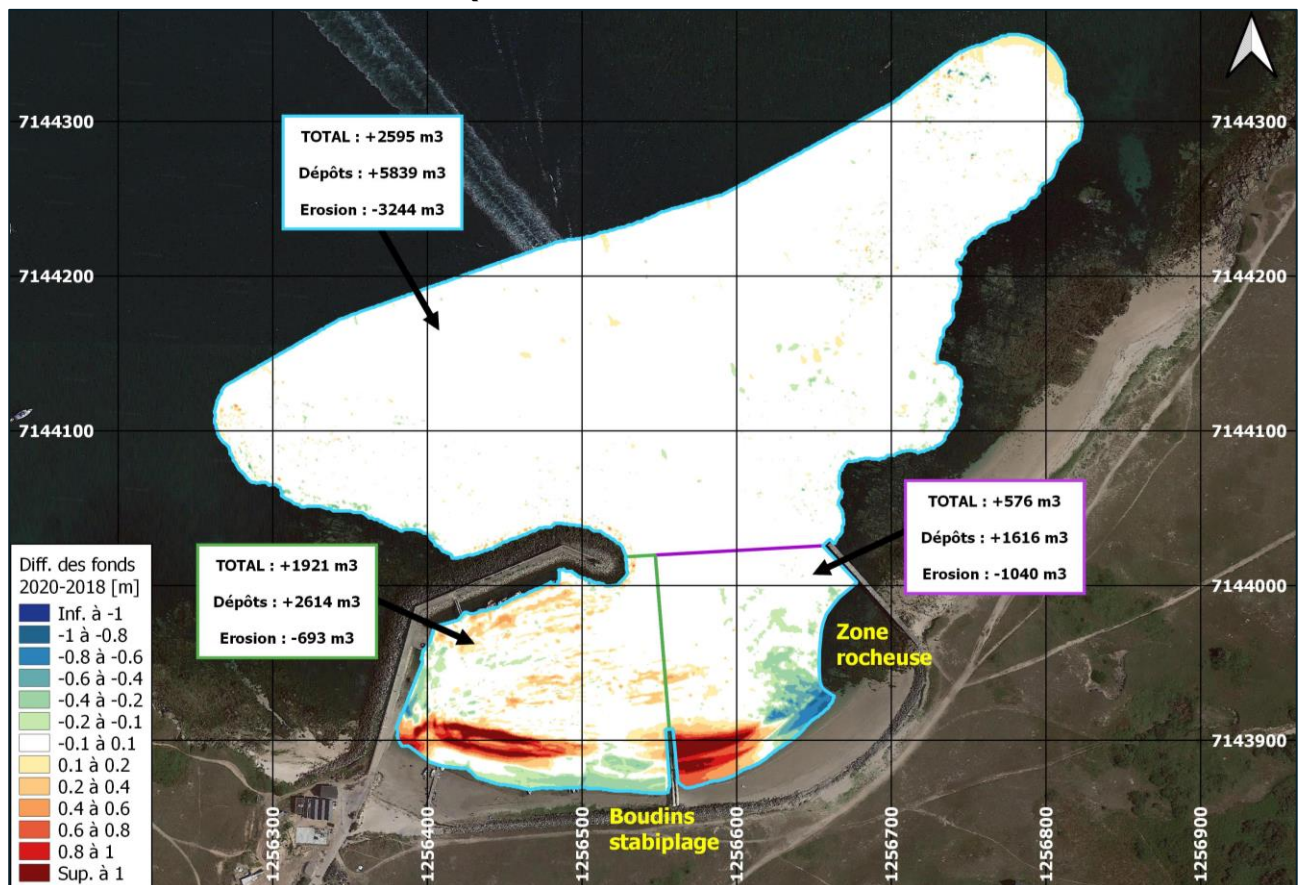 7144300
7144300
TOTAL : +2595 m3
Dépôts : +5839 m3
Erosion : -3244 m3
7144200
7144200
7144100
7144100
TOTAL : +576 m3
Dépôts : +1616 m3
Erosion : -1040 m3
TOTAL : +1921 m3
Dépôts : +2614 m3
Erosion : -693 m3
7144000
Zone
rocheuse
7143900
Boudins
stabiplage
Diff. des fonds
2020-2018 [m]
Inf. à -1
-1 à -0.8
-0.8 à -0.6
-0.6 à -0.4
-0.4 à -0.2
-0.2 à -0.1
-0.1 à 0.1
0.1 à 0.2
0.2 à 0.4
0.4 à 0.6
0.6 à 0.8
0.8 à 1
Sup. à 1
1256300
1256400
1256500
1256600
1256700
1256800
1256900